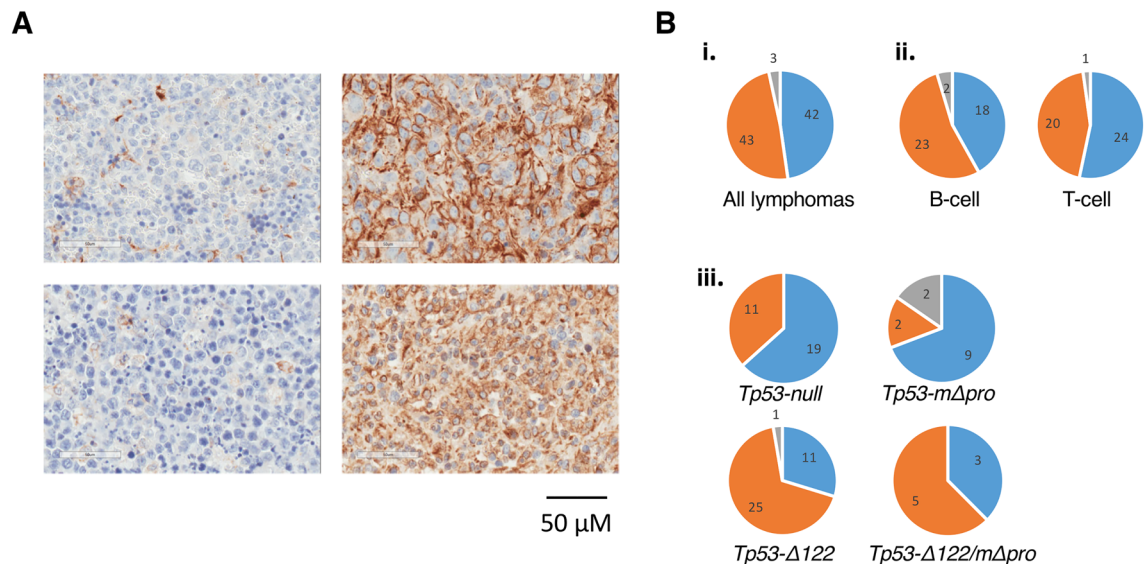 A
B
i.
ii.
3
42
43
All lymphomas
2
18
23
B-cell
1
20
24
T-cell
50 µM
iii.
11
19
Tp53-null
2
2
9
Tp53-mΔpro
1
11
25
Tp53-Δ122
3
5
Tp53-Δ122/mΔpro